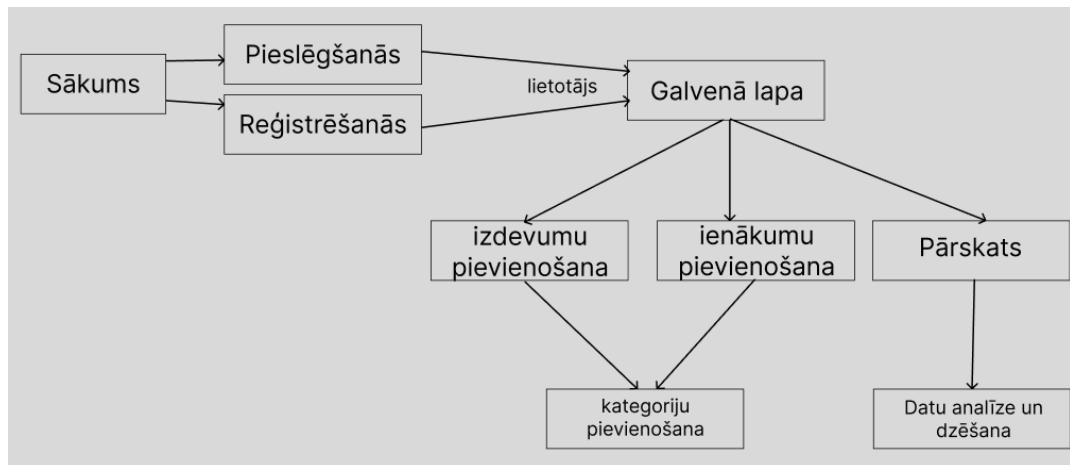 Sākums
Pieslēgšanās
Reģistrēšanās
lietotājs
Galvenā lapa
izdevumu
pievienošana
ienākumu
pievienošana
Pārskats
kategoriju
pievienošana
Datu analīze un
dzēšana